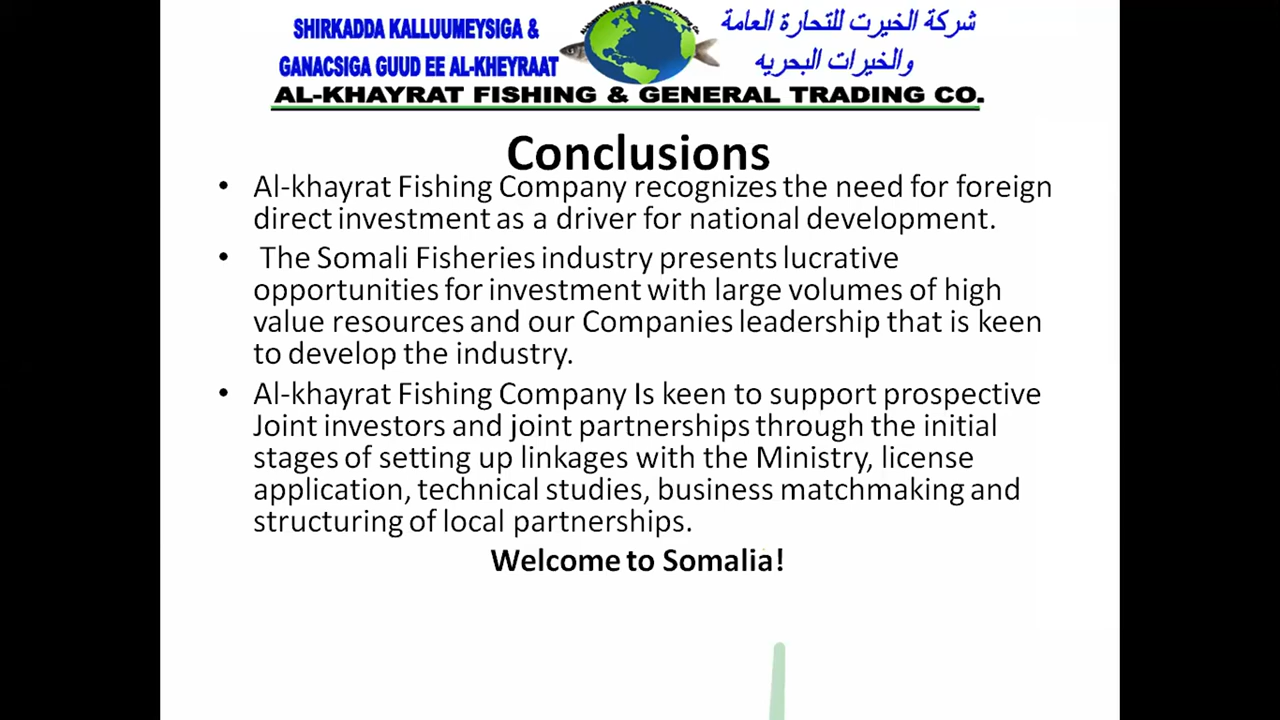 SHIRKADDA KALLUUMEYSIGA &
GANACSIGA GUUD EE AL-KHEYRAAT
شركة الخيرت للتحارة العامة
والخيرات البحريه
AL-KHAYRAT FISHING & GENERAL TRADING CO.
Conclusions
• Al-khayrat Fishing Company recognizes the need for foreign
direct investment as a driver for national development.
• The Somali Fisheries industry presents lucrative
opportunities for investment with large volumes of high
value resources and our Companies leadership that is keen
to develop the industry.
• Al-khayrat Fishing Company Is keen to support prospective
Joint investors and joint partnerships through the initial
stages of setting up linkages with the Ministry, license
application, technical studies, business matchmaking and
structuring of local partnerships.
Welcome to Somalia!